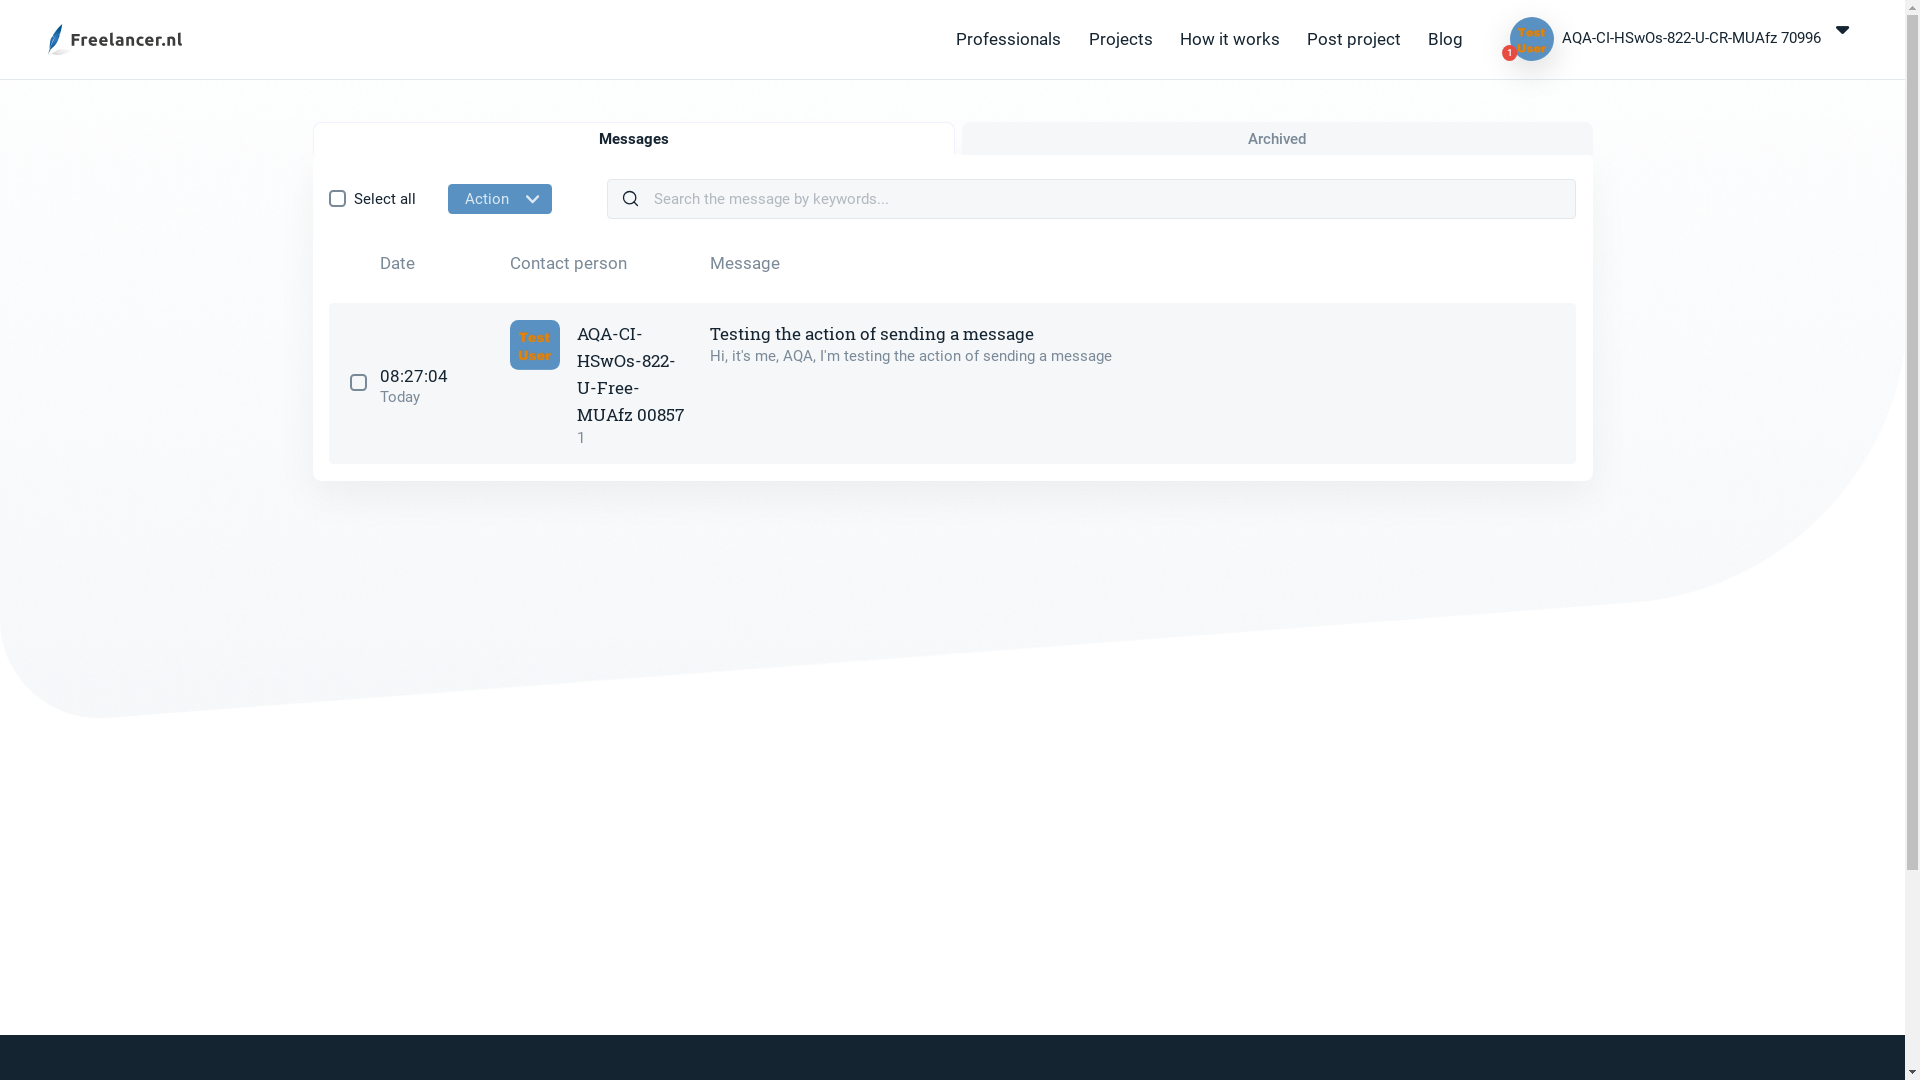 Freelancer.nl
Professionals
Projects
How it works
Post project
Blog
Test
User
1
AQA-CI-HSwOs-822-U-CR-MUAfz 70996
Messages
Archived
Select all
Action
Search the message by keywords...
Date
Contact person
Message
08:27:04
Today
Test
User
AQA-CI-
HSwOs-822-
U-Free-
MUAfz 00857
1
Testing the action of sending a message
Hi, it's me, AQA, I'm testing the action of sending a message